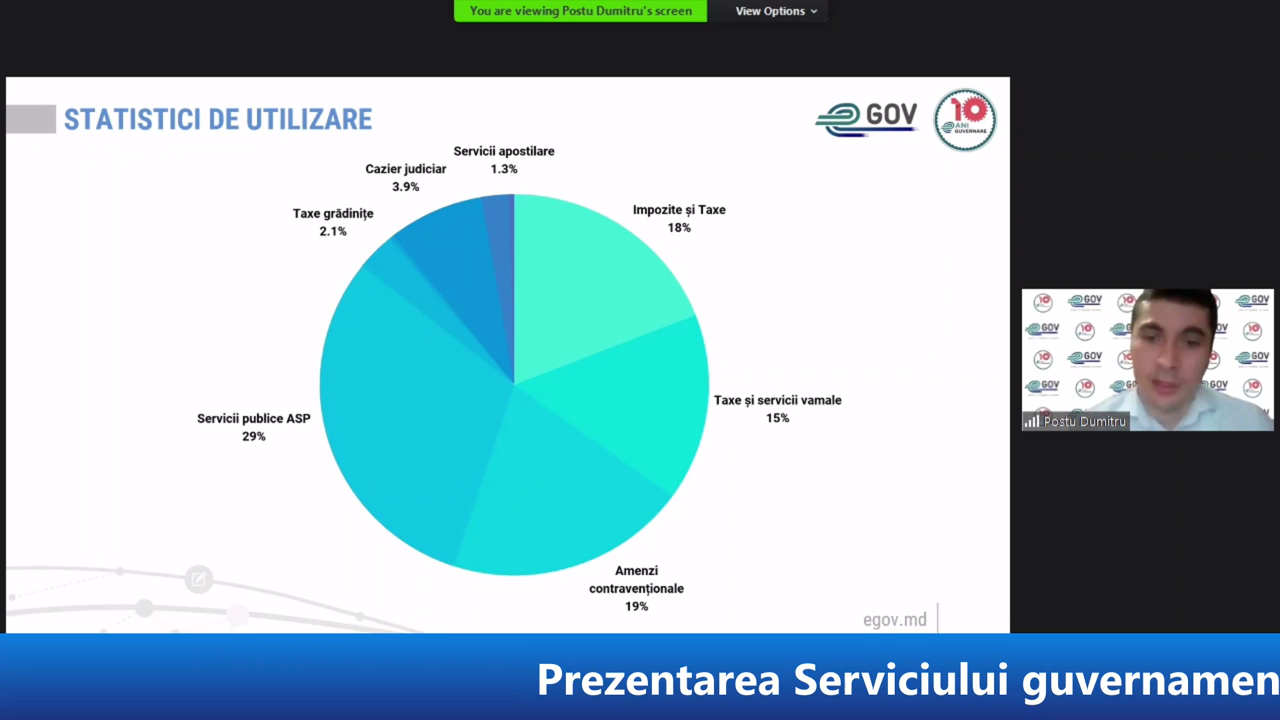 You are viewing Postu Dumitru's screen
View Options
STATISTICI DE UTILIZARE
GOV
10
ANI
GUVERNARE
Servicii apostilare
1.3%
Cazier judiciar
3.9%
Taxe grădinițe
2.1%
Impozite și Taxe
18%
Taxe și servicii vamale
15%
Servicii publice ASP
29%
Amenzi
contravenționale
19%
egov.md
Postu Dumitru
Prezentarea Serviciului guvernamen